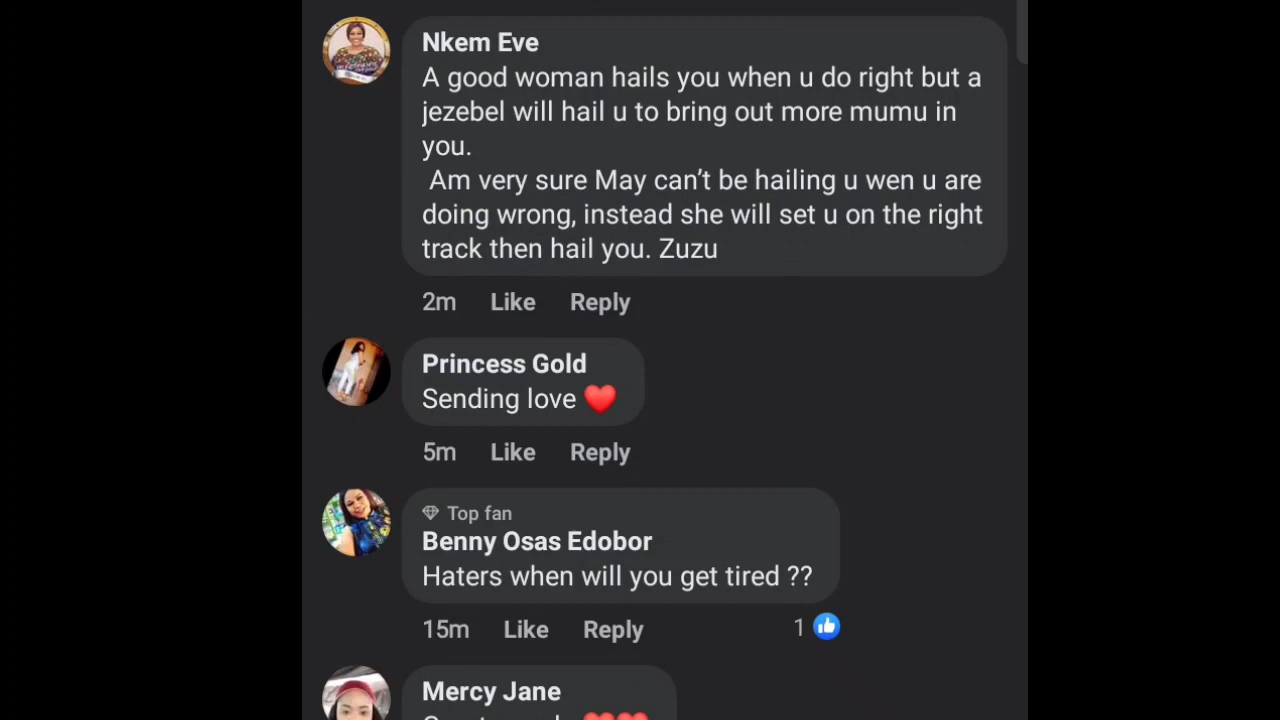 Nkem Eve
A good woman hails you when u do right but a
jezebel will hail u to bring out more mumu in
you.
Am very sure May can't be hailing u wen u are
doing wrong, instead she will set u on the right
track then hail you. Zuzu
2m Like Reply
Princess Gold
Sending love ❤️
5m Like Reply
Top fan
Benny Osas Edobor
Haters when will you get tired ??
15m Like Reply 1
Mercy Jane